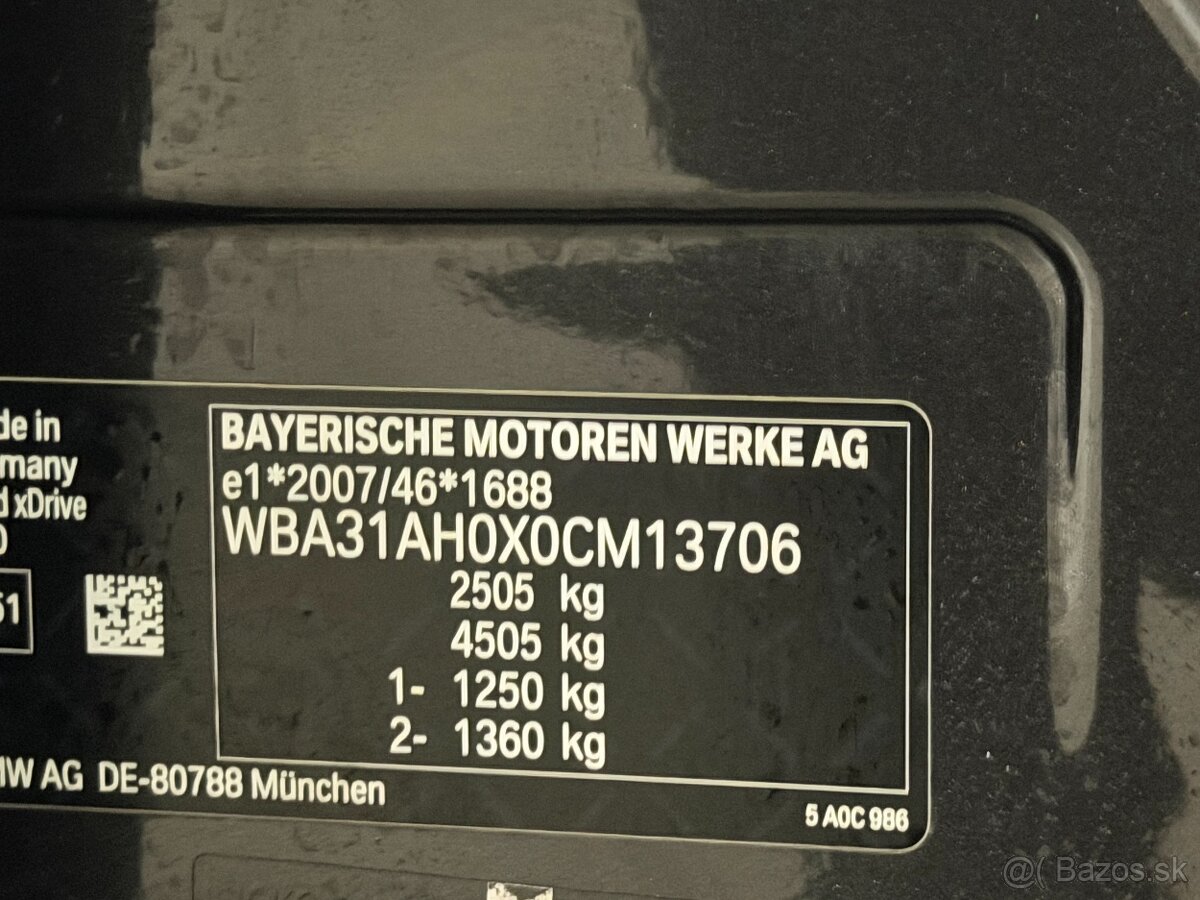 de in
many
d xDrive
51
BAYERISCHE MOTOREN WERKE AG
e1*2007/46*1688
WBA31AH0X0CM13706
2505 kg
4505 kg
1- 1250 kg
2- 1360 kg
MW AG DE-80788 München
5 A0C 986
@( Bazos.sk